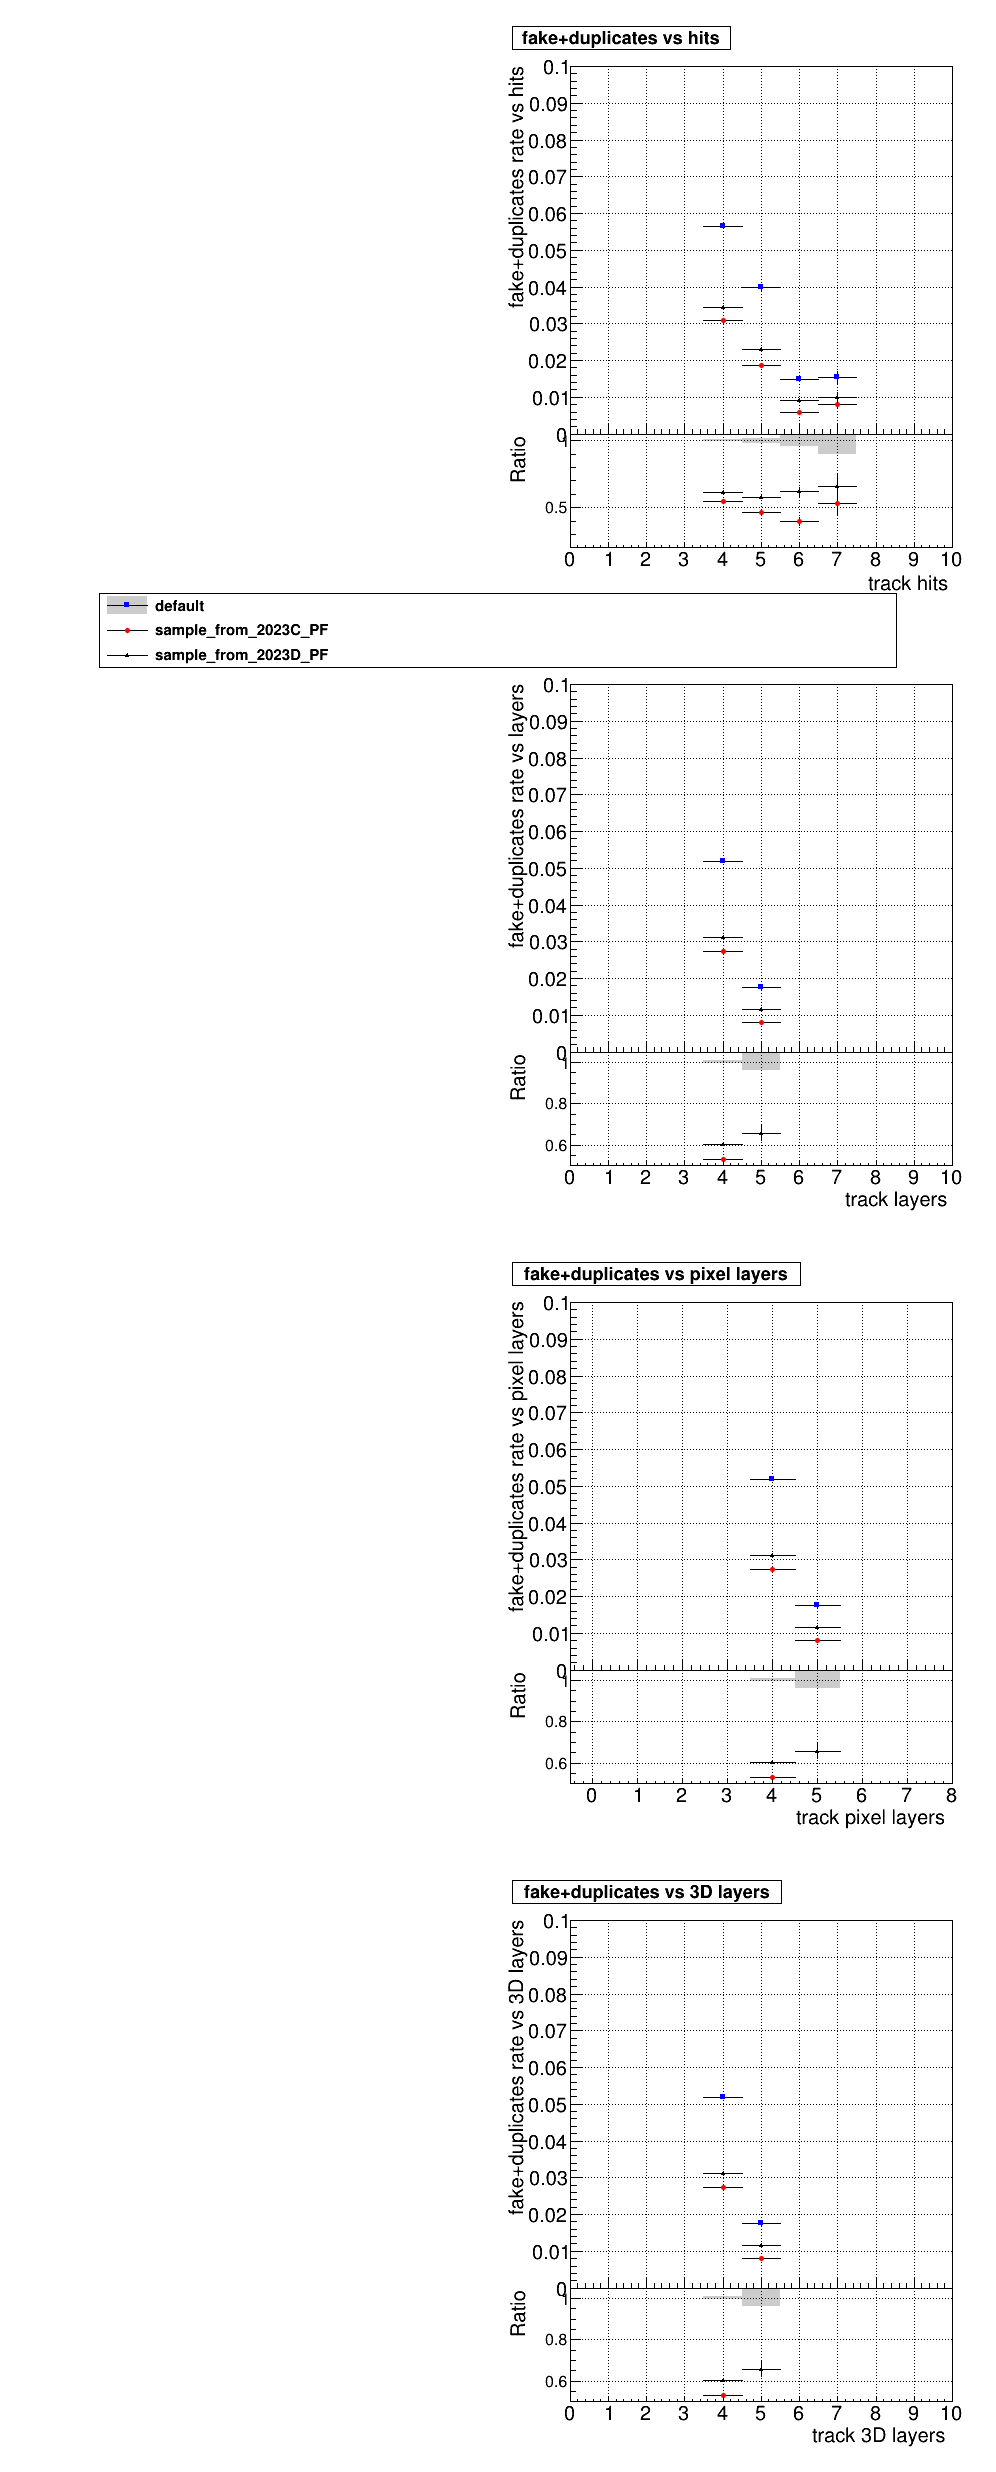 fake+duplicates vs hits
fake+duplicates rate vs hits
0.1
0.09
0.08
0.07
0.06
0.05
0.04
0.03
0.02
0.01
0
Ratio
1
0.5
0 1 2 3 4 5 6 7 8 9 10
track hits
default
sample_from_2023C_PF
sample_from_2023D_PF
fake+duplicates rate vs layers
0.1
0.09
0.08
0.07
0.06
0.05
0.04
0.03
0.02
0.01
0
Ratio
1
0.8
0.6
0 1 2 3 4 5 6 7 8 9 10
track layers
fake+duplicates vs pixel layers
fake+duplicates rate vs pixel layers
0.1
0.09
0.08
0.07
0.06
0.05
0.04
0.03
0.02
0.01
0
Ratio
1
0.8
0.6
0 1 2 3 4 5 6 7 8
track pixel layers
fake+duplicates vs 3D layers
fake+duplicates rate vs 3D layers
0.1
0.09
0.08
0.07
0.06
0.05
0.04
0.03
0.02
0.01
0
Ratio
1
0.8
0.6
0 1 2 3 4 5 6 7 8 9 10
track 3D layers